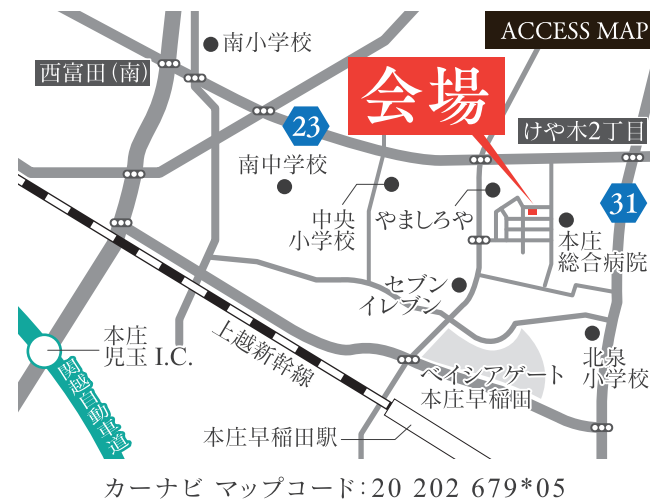 ACCESS MAP
南小学校
西富田(南)
会場
23
けや木2丁目
南中学校
31
中央
小学校
やましろや
本庄
総合病院
セブン
イレブン
本庄
児玉 I.C.
上越新幹線
関越自動車道
北泉
小学校
ベイシアゲート
本庄早稲田
本庄早稲田駅
カーナビ マップコード:20 202 679*05